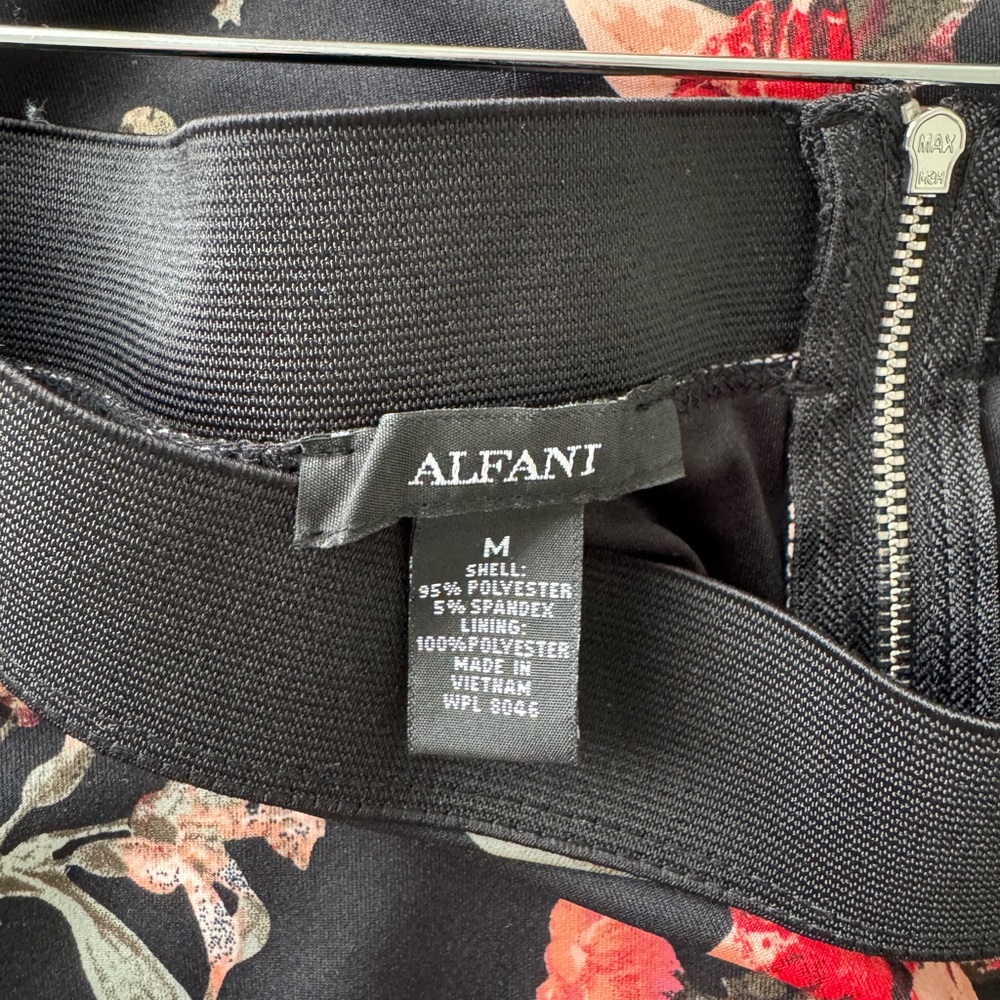 MAX
ALFANI
M
SHELL:
95% POLYESTER
5% SPANDEX
LINING:
100% POLYESTER
MADE IN
VIETNAM
WPL 8046